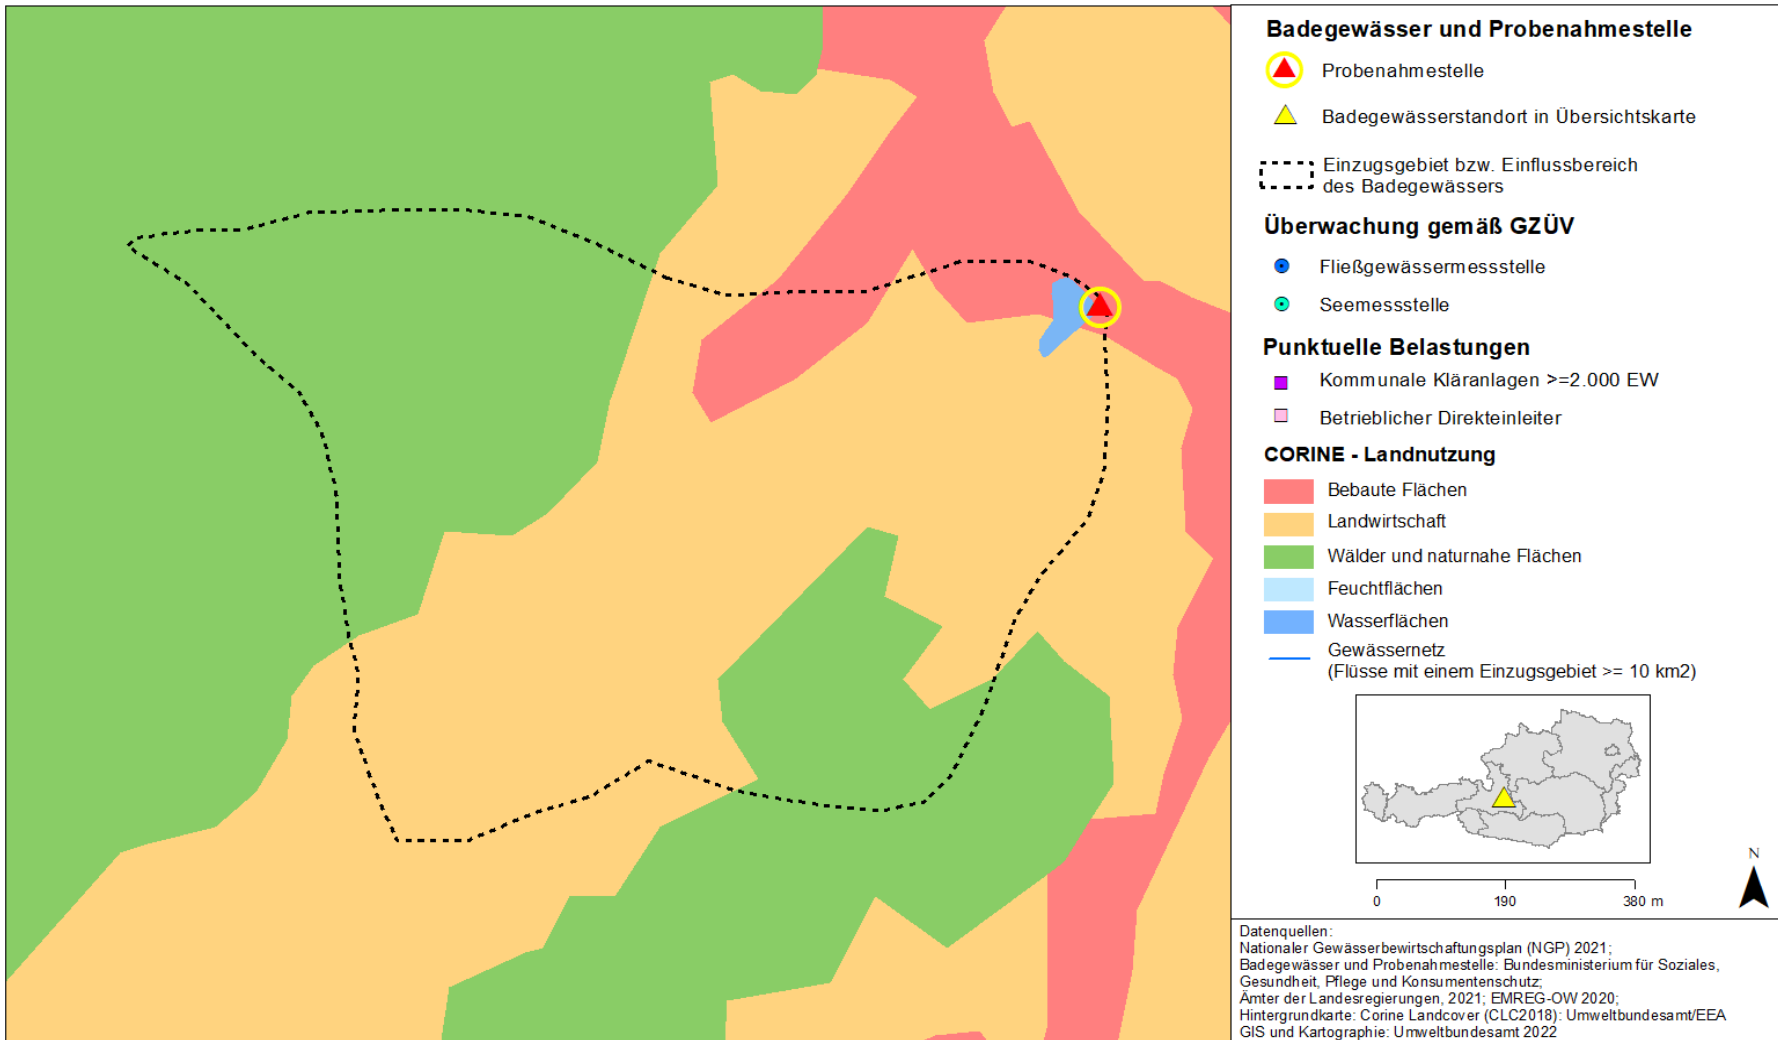 Badegewässer und Probenahmestelle
Probenahmestelle
Badegewässerstandort in Übersichtskarte
Einzugsgebiet bzw. Einflussbereich
des Badegewässers
Überwachung gemäß GZÜV
Fließgewässermessstelle
Seemessstelle
Punktuelle Belastungen
Kommunale Kläranlagen >=2.000 EW
Betrieblicher Direkteinleiter
CORINE - Landnutzung
Bebaute Flächen
Landwirtschaft
Wälder und naturnahe Flächen
Feuchtflächen
Wasserflächen
Gewässernetz
(Flüsse mit einem Einzugsgebiet >= 10 km2)
N
0 190 380 m
Datenquellen:
Nationaler Gewässerbewirtschaftungsplan (NGP) 2021;
Badegewässer und Probenahmestelle: Bundesministerium für Soziales,
Gesundheit, Pflege und Konsumentenschutz;
Ämter der Landesregierungen, 2021; EMREG-OW 2020;
Hintergrundkarte: Corine Landcover (CLC2018): Umweltbundesamt/EEA
GIS und Kartographie: Umweltbundesamt 2022